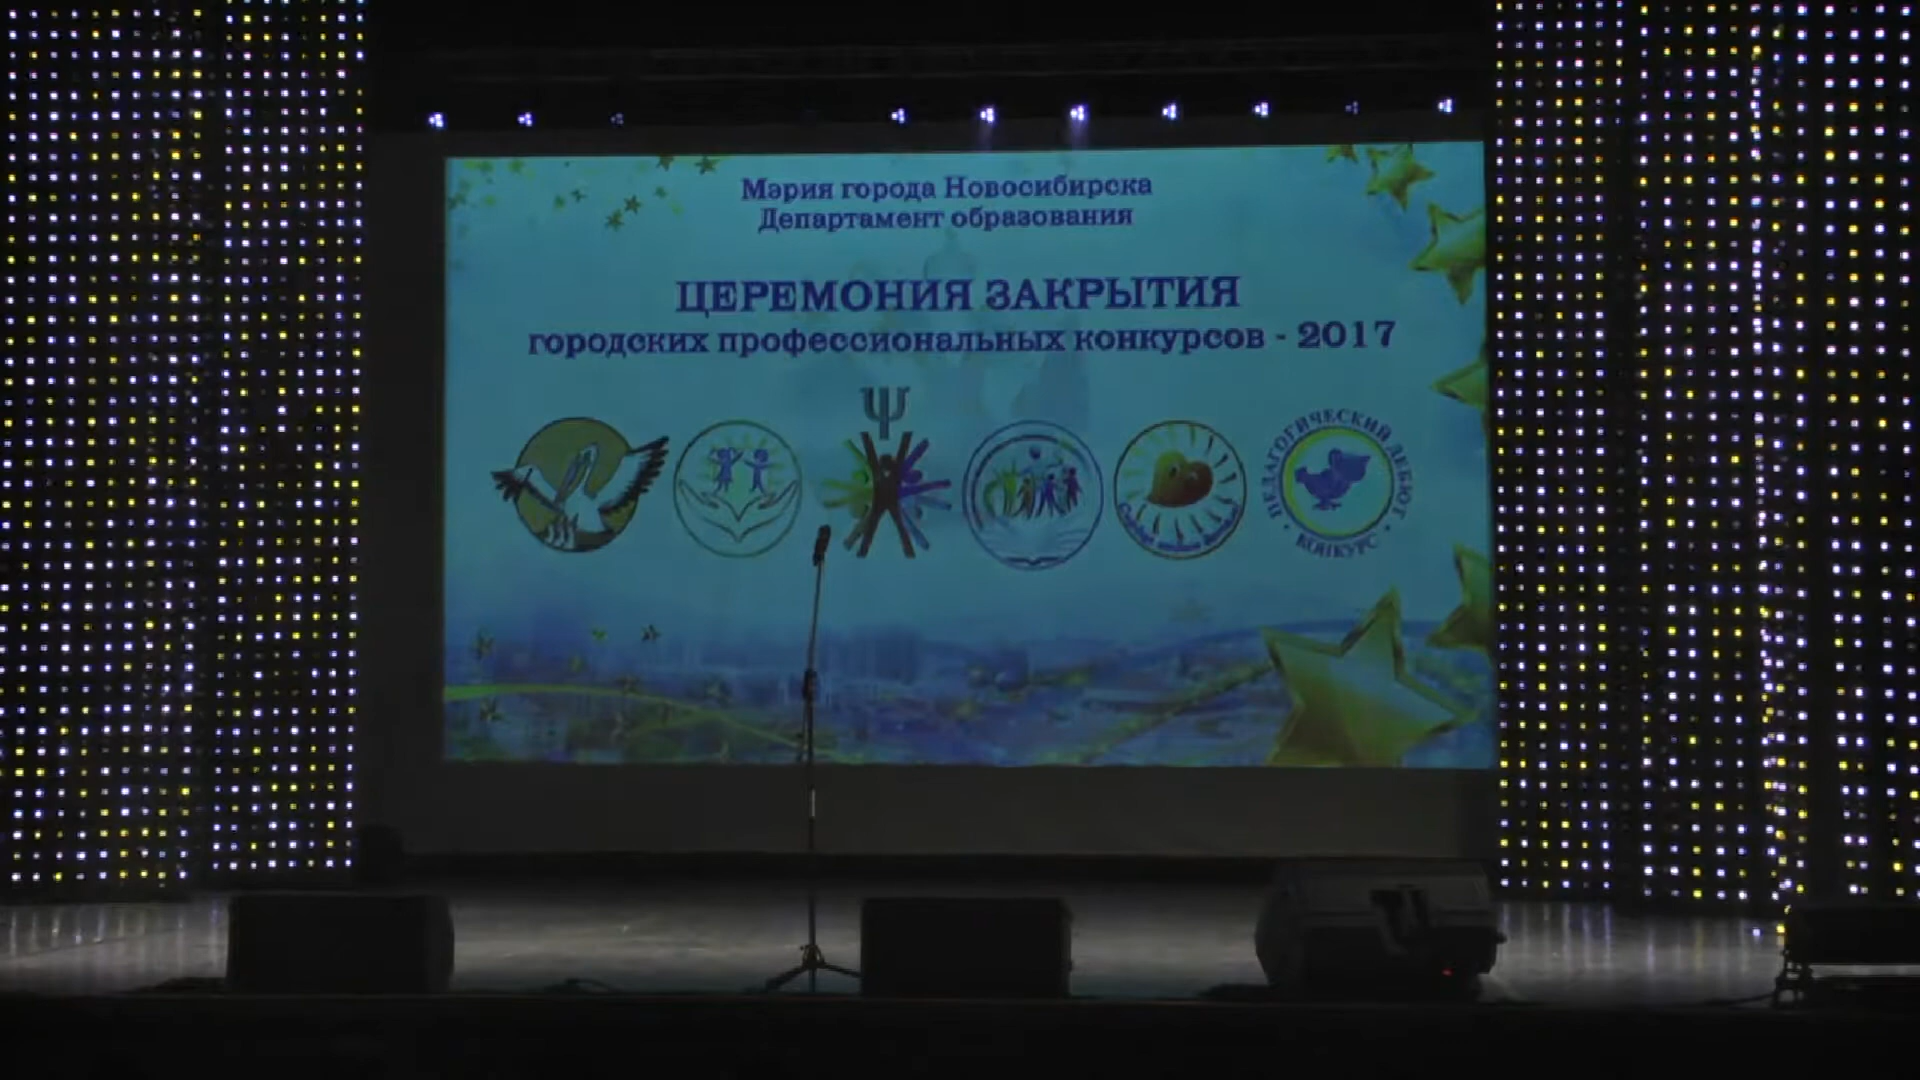 Мэрия города Новосибирска
Департамент образования
ЦЕРЕМОНИЯ ЗАКРЫТИЯ
городских профессиональных конкурсов - 2017
Ψ
ПЕДАГОГИЧЕСКИЙ ДЕБЮТ
КОНКУРС